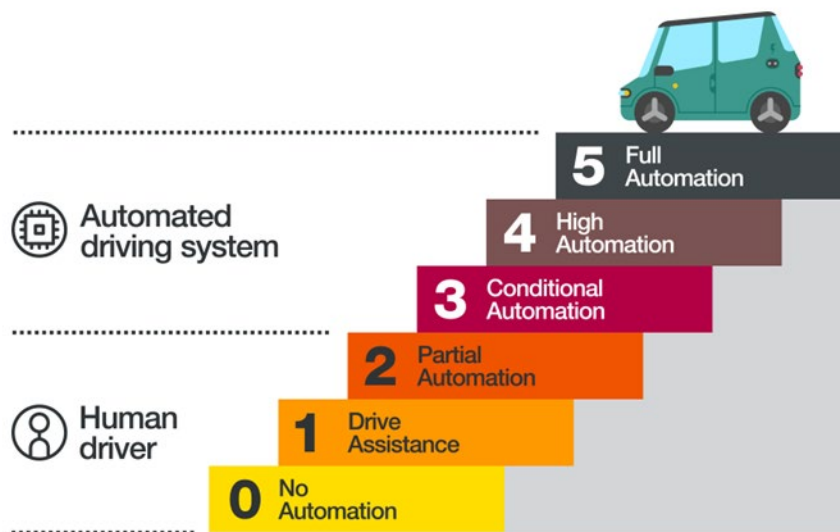 5 Full
Automation
Automated
driving system
4 High
Automation
3 Conditional
Automation
2 Partial
Automation
Human
driver
1 Drive
Assistance
0 No
Automation